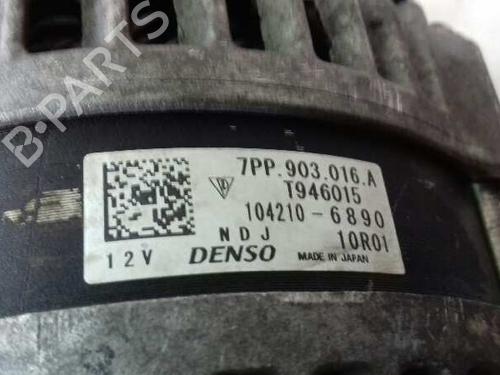 B-PARTS
7PP.903.016.A
T946015
104210-6890
NDJ 10R01
12V DENSO MADE IN JAPAN